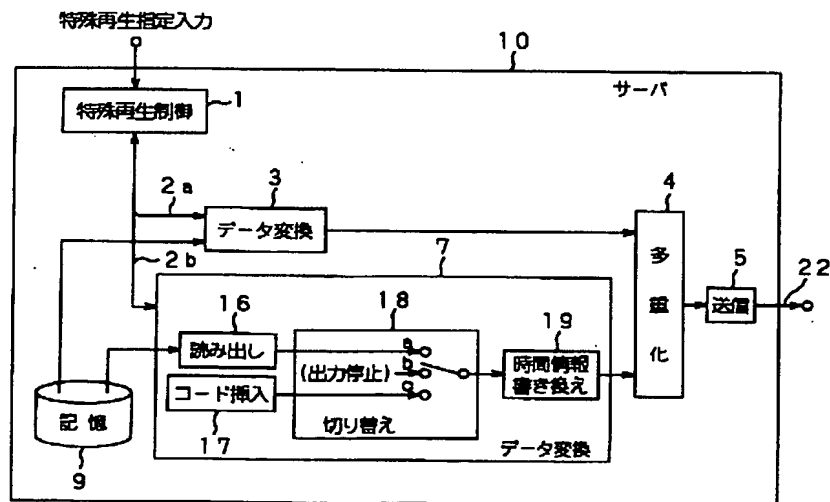 特殊再生指定入力
10
サーバ
特殊再生制御
1
2a
3
データ変換
4
多重化
2b
7
5
送信
22
16
読み出し
18
a
b
c
(出力停止)
切り替え
19
時間情報
書き換え
コード挿入
17
データ変換
記憶
9